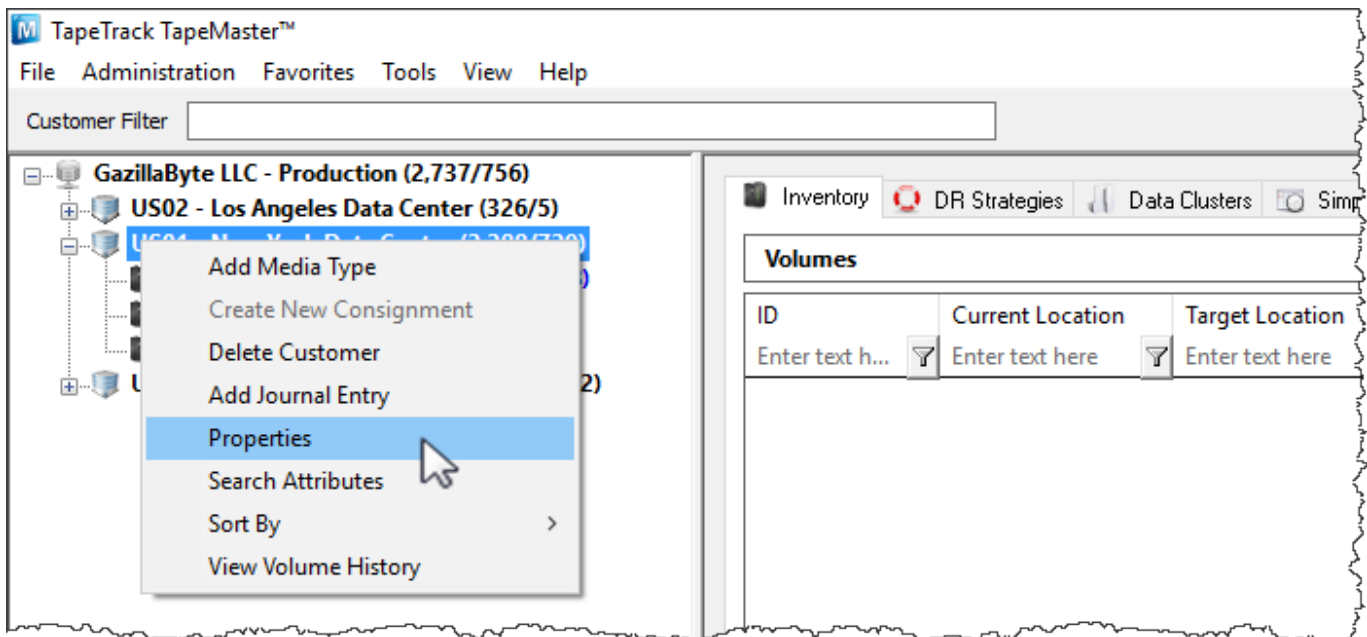 TapeTrack TapeMaster™
File Administration Favorites Tools View Help
Customer Filter
GazillaByte LLC - Production (2,737/756)
US02 - Los Angeles Data Center (326/5)
Add Media Type
Create New Consignment
Delete Customer
Add Journal Entry
Properties
Search Attributes
Sort By
View Volume History
2)
Inventory DR Strategies Data Clusters
Volumes
ID Current Location Target Location
Enter text h... Enter text here Enter text here